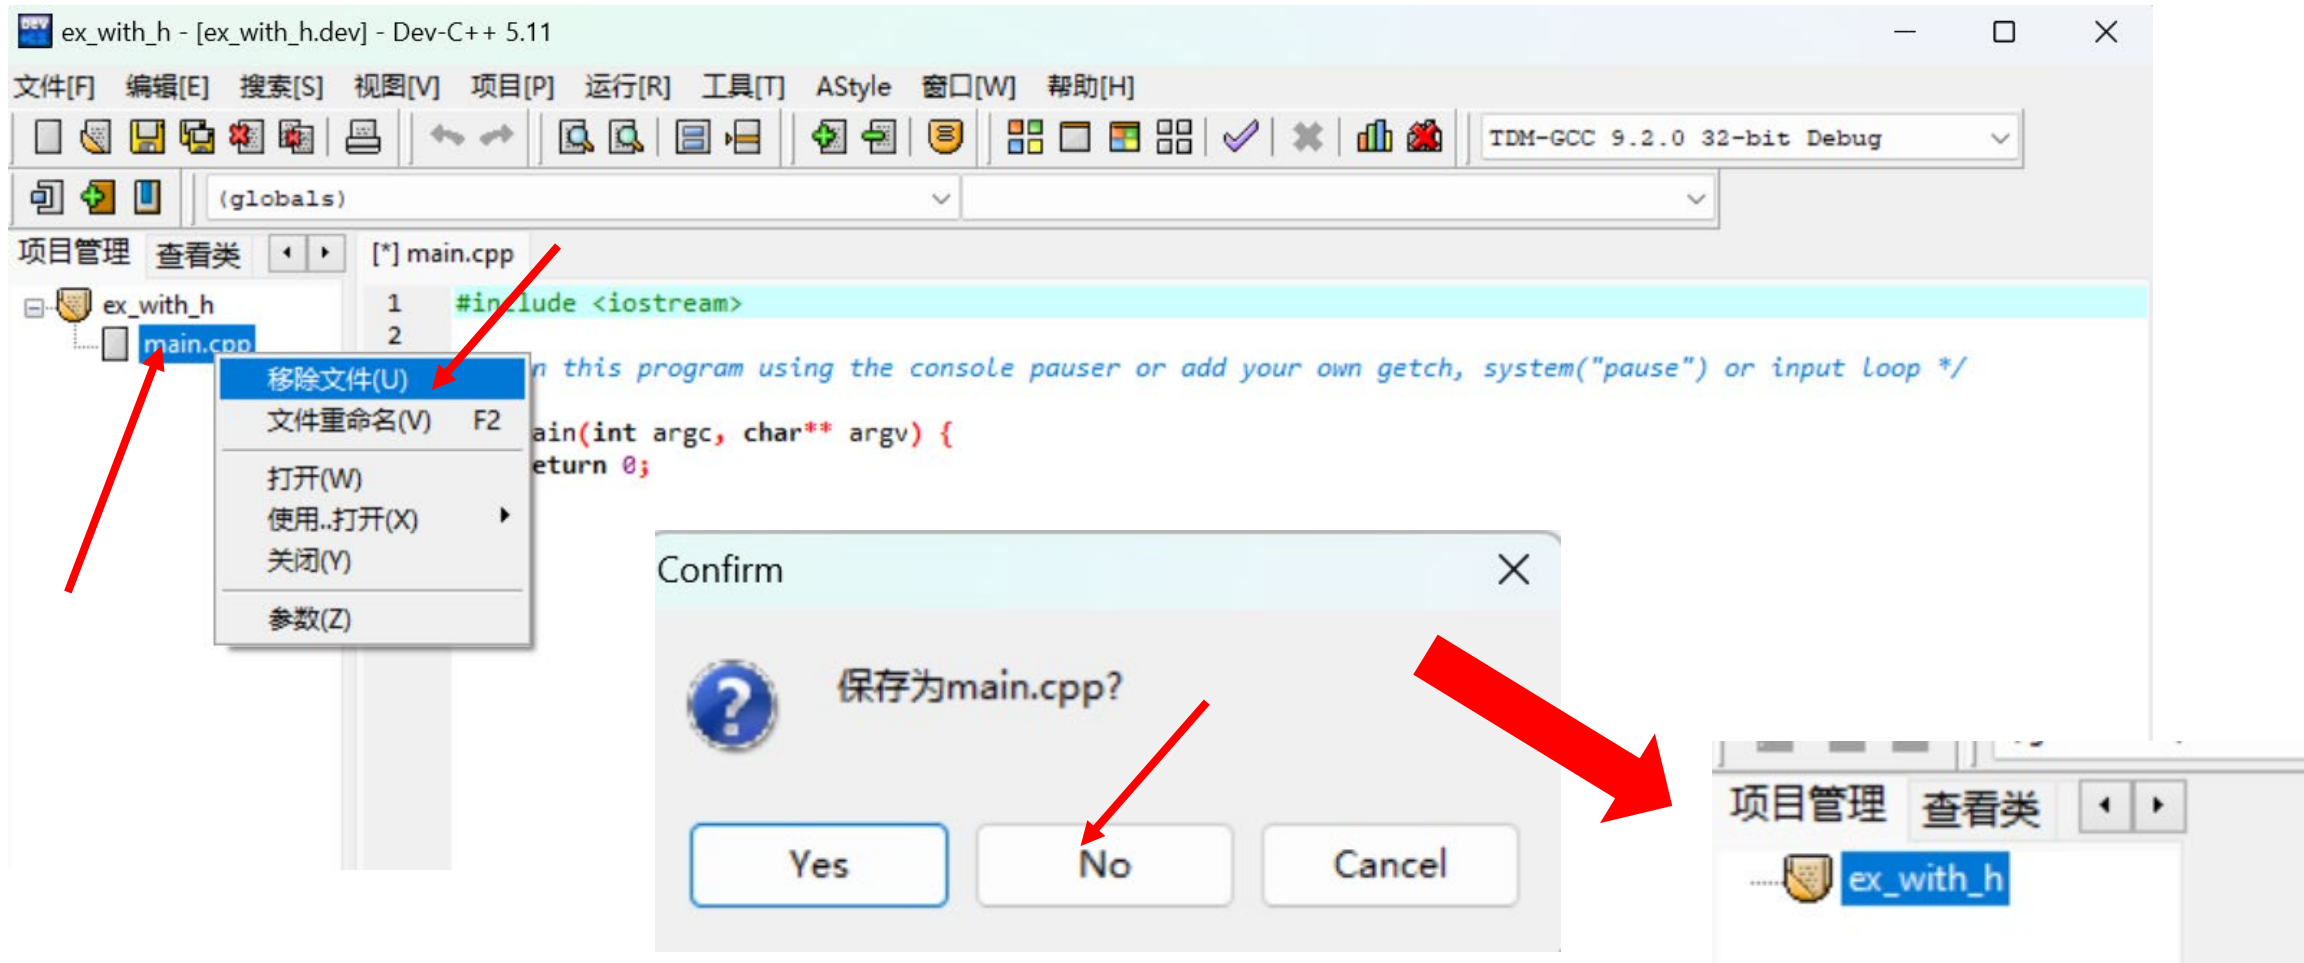 ex_with_h - [ex_with_h.dev] - Dev-C++ 5.11
文件[F] 编辑[E] 搜索[S] 视图[V] 项目[P] 运行[R] 工具[T] AStyle 窗口[W] 帮助[H]
TDM-GCC 9.2.0 32-bit Debug
(globals)
项目管理 查看类 [*] main.cpp
ex_with_h
main.cpp
1 #include <iostream>
2
n this program using the console pauser or add your own getch, system("pause") or input loop */
ain(int argc, char** argv) {
eturn 0;
移除文件(U)
文件重命名(V) F2
打开(W)
使用..打开(X)
关闭(Y)
参数(Z)
Confirm
保存为main.cpp?
Yes No Cancel
项目管理 查看类
ex_with_h